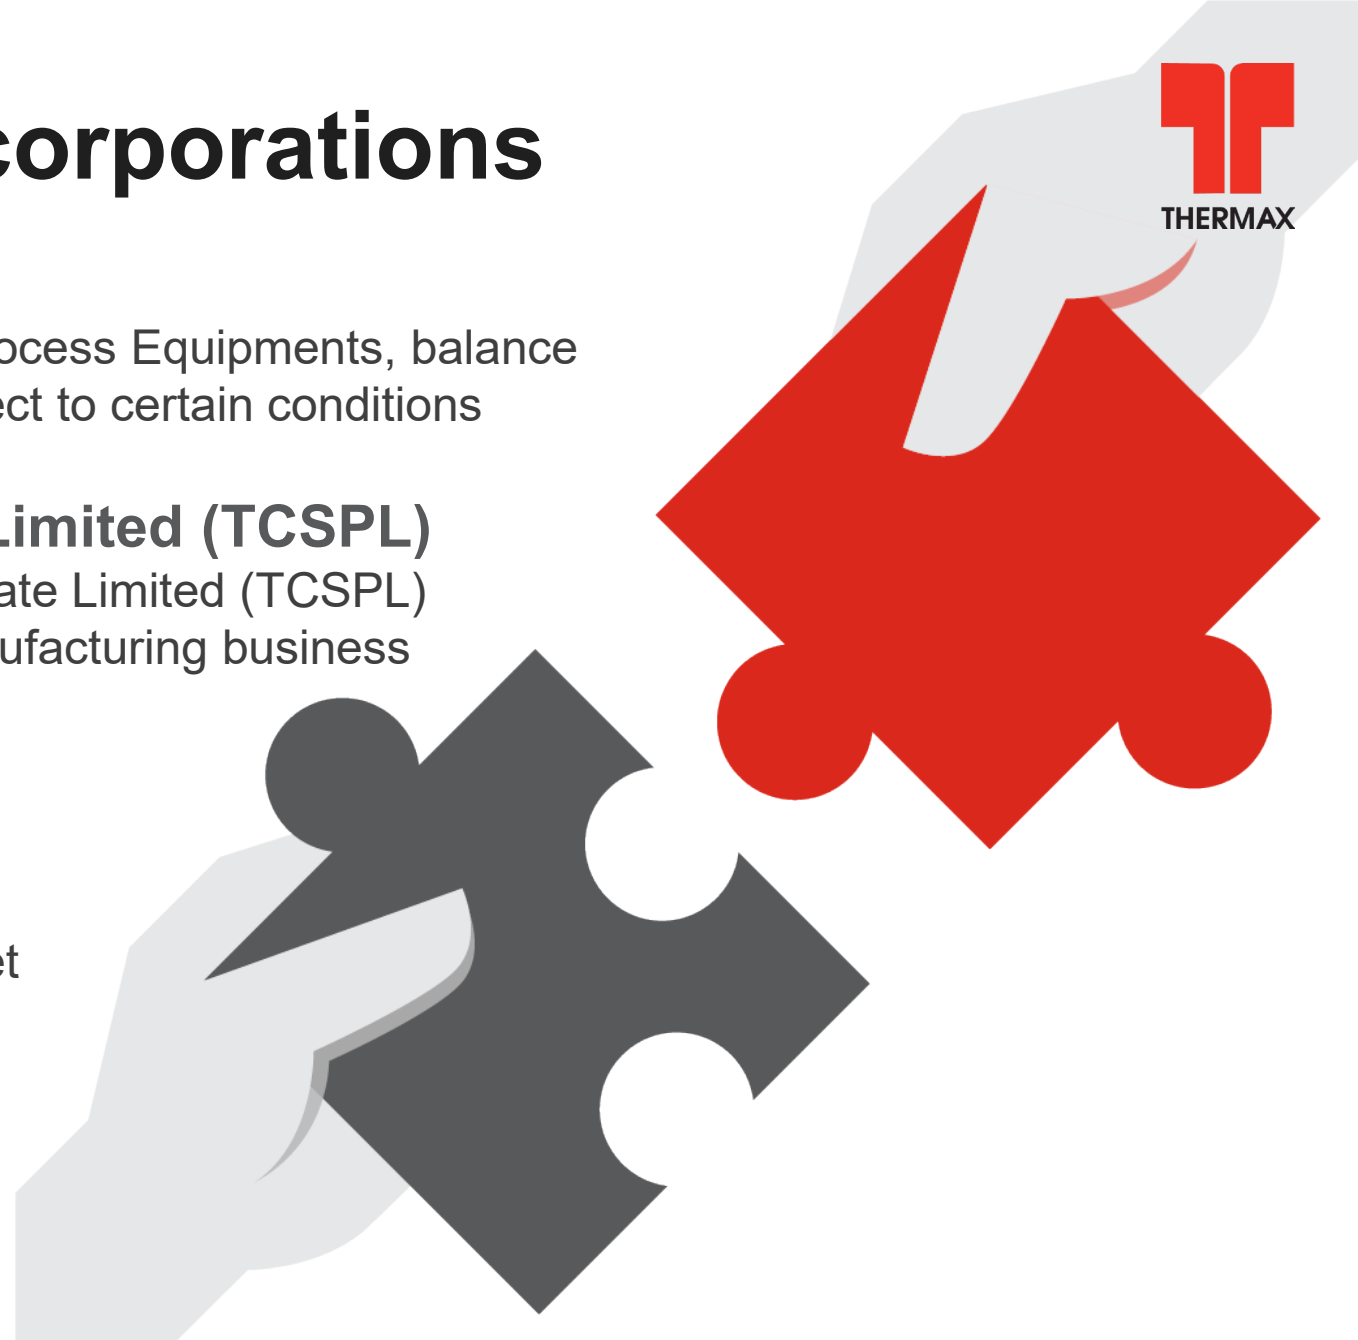 corporations
THERMAX
ocess Equipments, balance
ect to certain conditions
Limited (TCSPL)
ate Limited (TCSPL)
ufacturing business
et